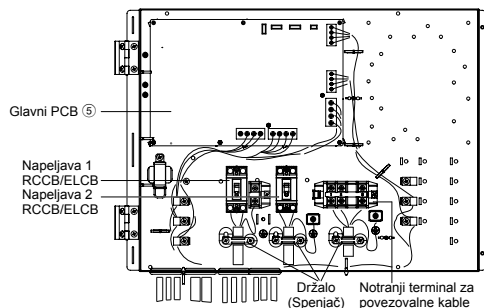 Glavni PCB ⑤
Napeljava 1
RCCB/ELCB
Napeljava 2
RCCB/ELCB
Držalo
(Spenjač)
Notranji terminal za
povezovalne kable